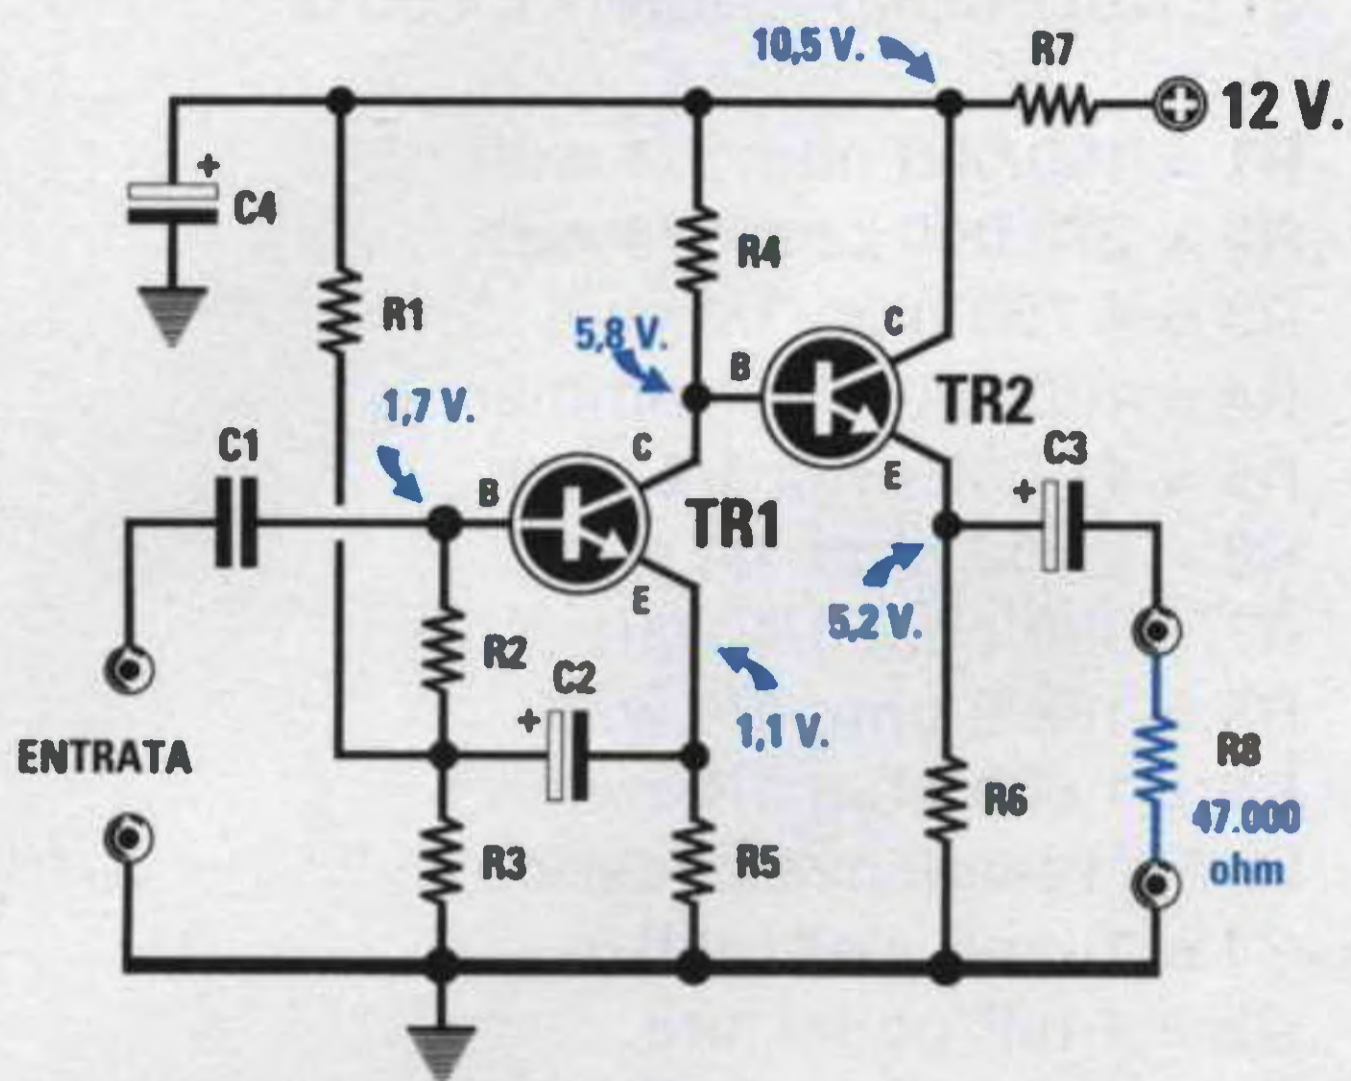 10,5 V.
R7
12 V.
+
C4
R4
R1
5,8 V.
B
C
TR2
1,7 V.
C1
C
E
C3
+
B
TR1
E
5,2 V.
R2
C2
+
1,1 V.
ENTRATA
R8
47.000
ohm
R6
R3
R5